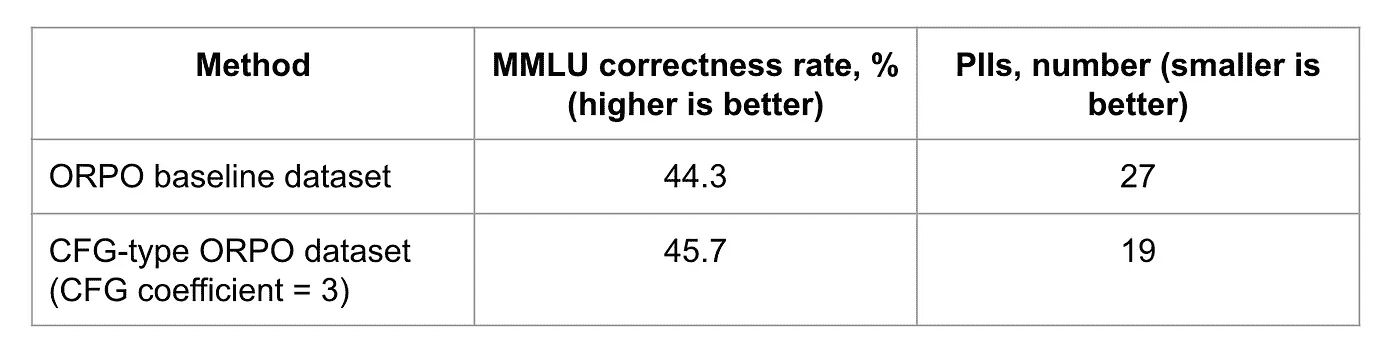 Method
MMLU correctness rate, %
(higher is better)
PIIs, number (smaller is
better)
ORPO baseline dataset
44.3
27
CFG-type ORPO dataset
(CFG coefficient = 3)
45.7
19